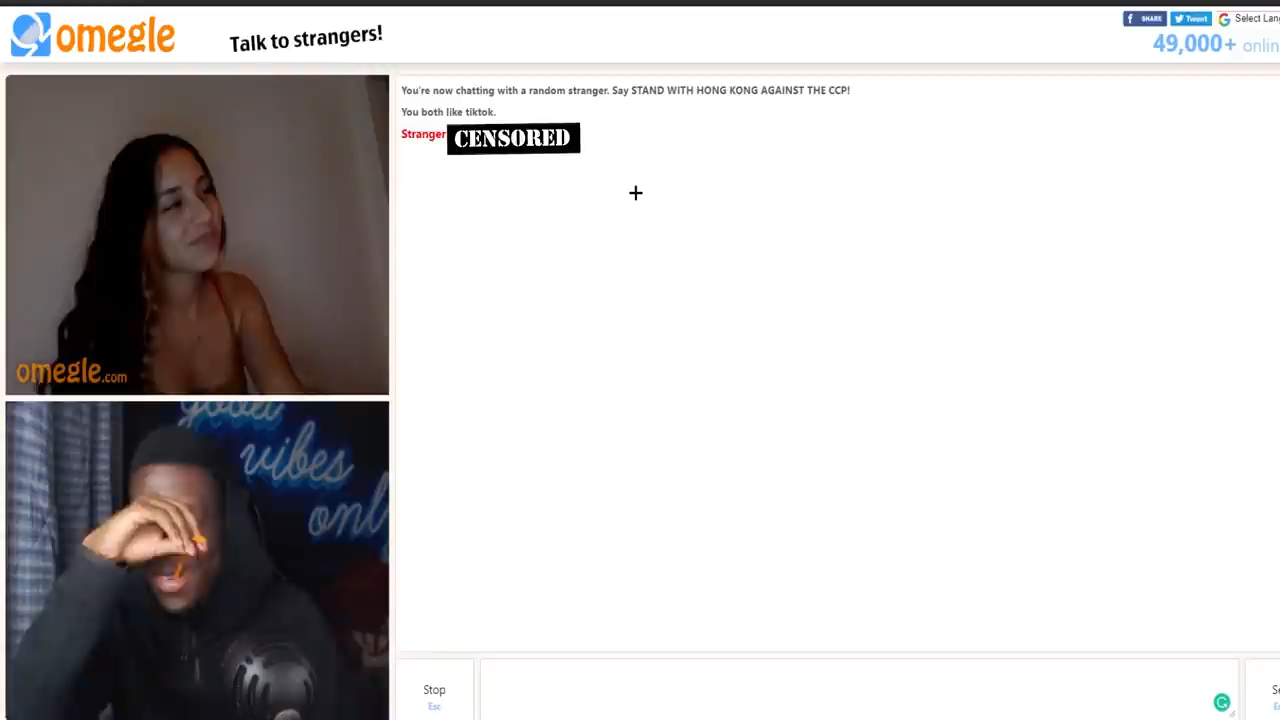 omegle
Talk to strangers!
SHARE
Tweet
49,000+
You're now chatting with a random stranger. Say STAND WITH HONG KONG AGAINST THE CCP!
You both like tiktok.
Stranger CENSORED
omegle.com
good
vibes
Stop
Esc
Select